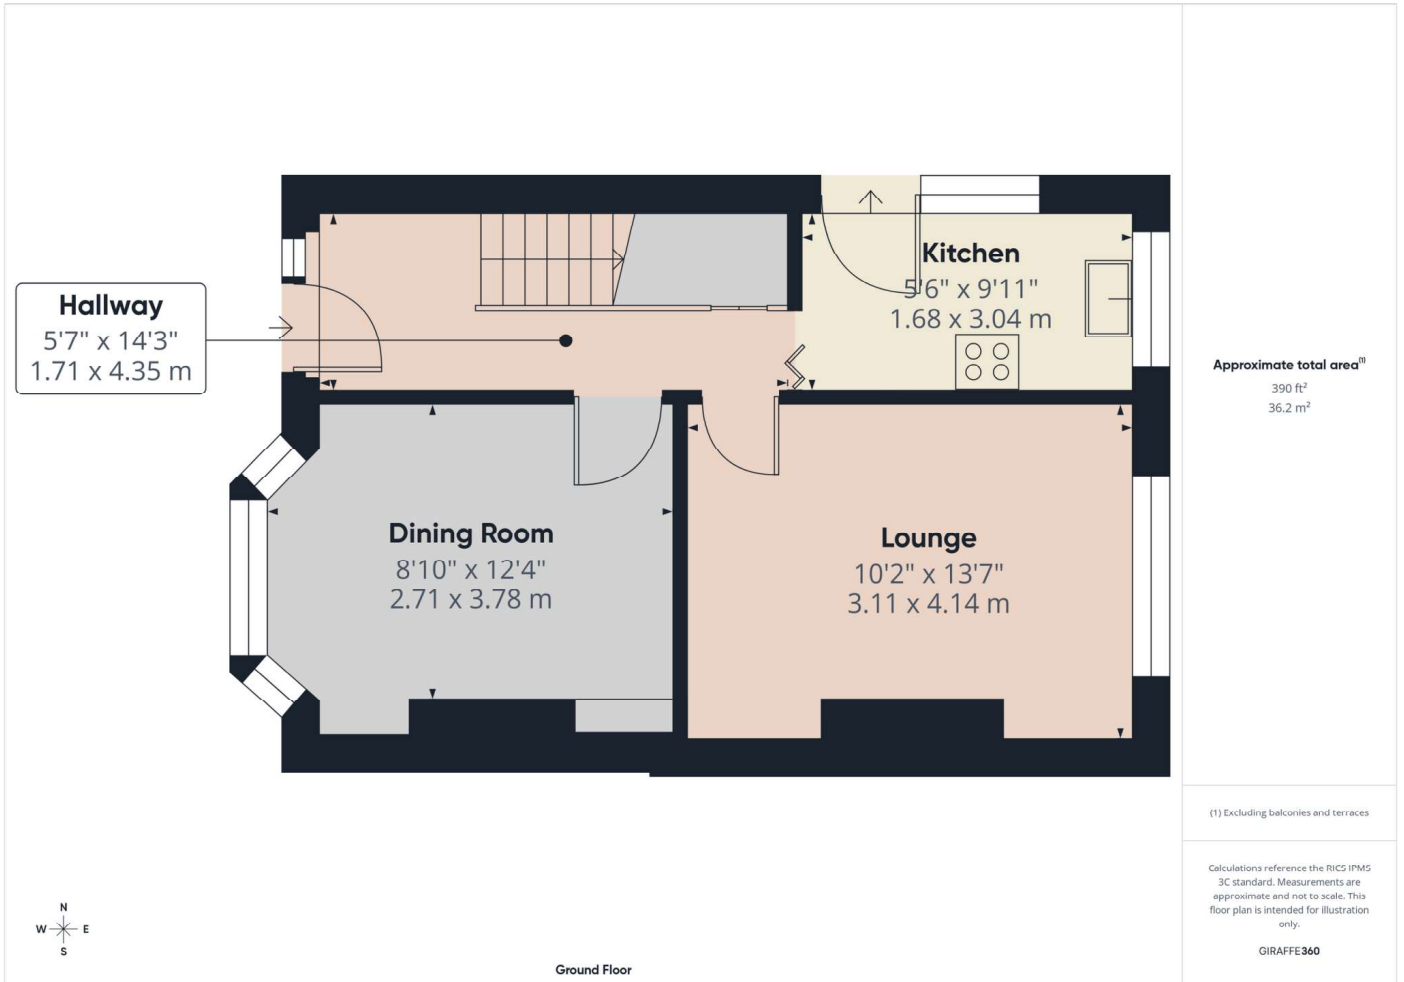 Hallway
5'7" x 14'3"
1.71 x 4.35 m
Kitchen
5'6" x 9'11"
1.68 x 3.04 m
Dining Room
8'10" x 12'4"
2.71 x 3.78 m
Lounge
10'2" x 13'7"
3.11 x 4.14 m
Approximate total area⁽¹⁾
390 ft²
36.2 m²
(1) Excluding balconies and terraces
Calculations reference the RICS IPMS
3C standard. Measurements are
approximate and not to scale. This
floor plan is intended for illustration
only.
GIRAFFE360
N
W E
S
Ground Floor